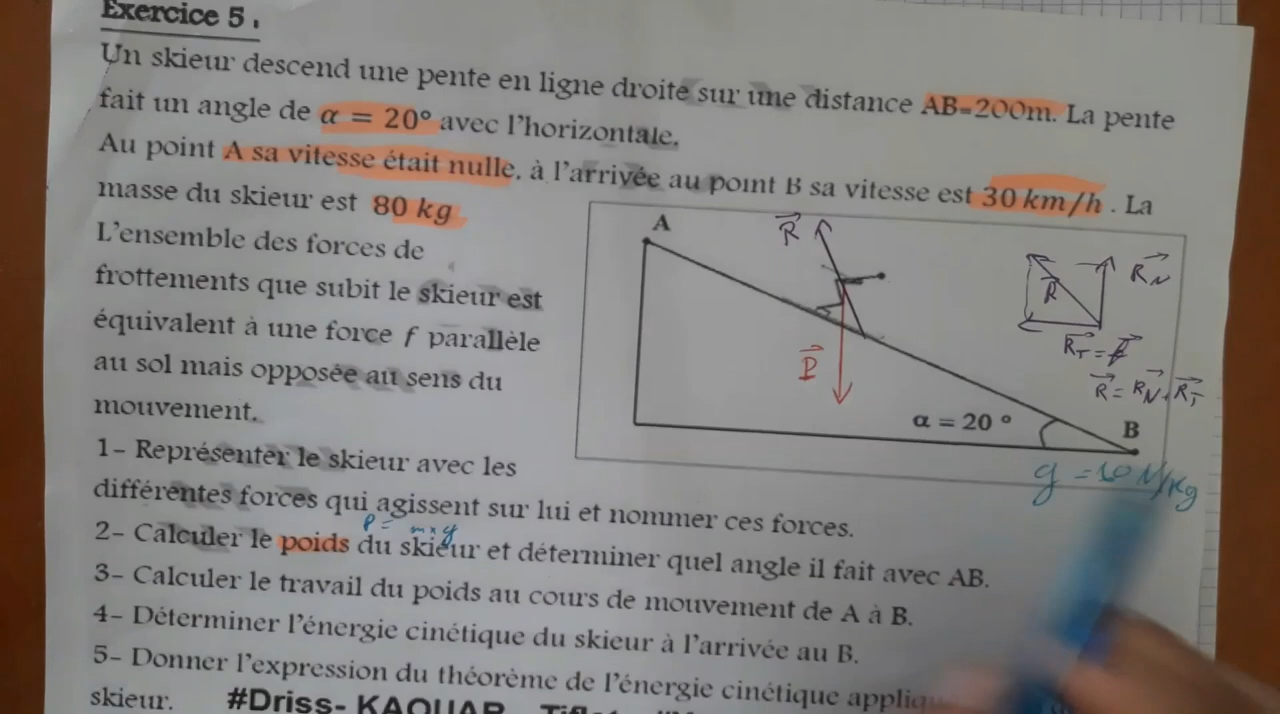 Exercice 5.
Un skieur descend une pente en ligne droite sur une distance AB=200m. La pente
fait un angle de α = 20° avec l'horizontale.
Au point A sa vitesse était nulle, à l'arrivée au point B sa vitesse est 30 km/h . La
masse du skieur est 80 kg
L'ensemble des forces de
frottements que subit le skieur est
équivalent à une force f parallèle
au sol mais opposée au sens du
mouvement.
A
R
R
R_N
R_T =
R = R_N + R_T
P
α = 20 °
B
g = 10 N/kg
1- Représenter le skieur avec les
différentes forces qui agissent sur lui et nommer ces forces.
P = m×g
2- Calculer le poids du skieur et déterminer quel angle il fait avec AB.
3- Calculer le travail du poids au cours de mouvement de A à B.
4- Déterminer l'énergie cinétique du skieur à l'arrivée au B.
5- Donner l'expression du théorème de l'énergie cinétique
skieur.
#Driss- KAOUAR